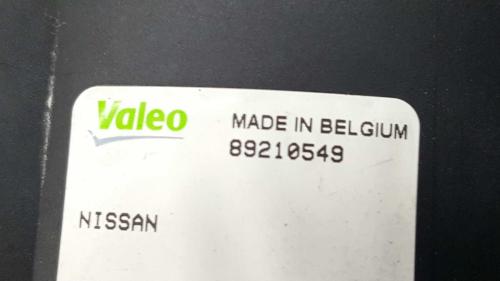 Valeo
MADE IN BELGIUM
89210549
NISSAN